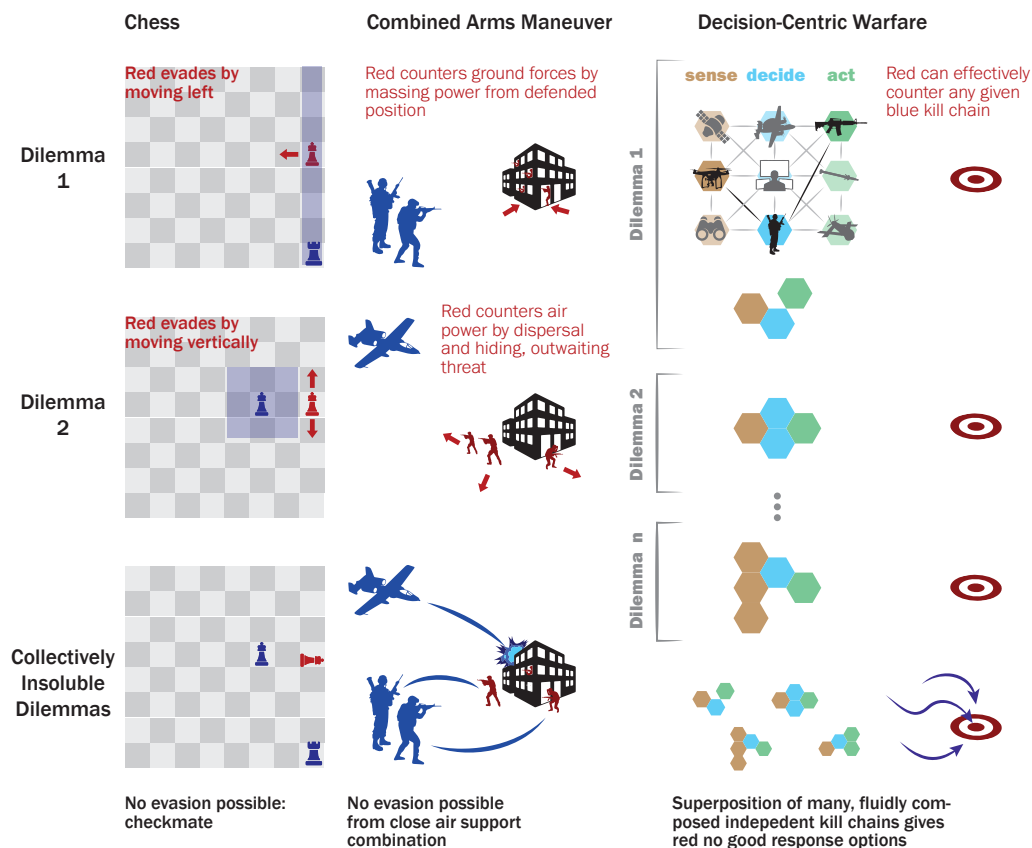 Chess
Combined Arms Maneuver
Decision-Centric Warfare
Dilemma
1
Red evades by
moving left
Red counters ground forces by
massing power from defended
position
Dilemma 1
sense decide act
Red can effectively
counter any given
blue kill chain
Dilemma
2
Red evades by
moving vertically
Red counters air
power by dispersal
and hiding, outwaiting
threat
Dilemma 2
Dilemma n
Collectively
Insoluble
Dilemmas
No evasion possible:
checkmate
No evasion possible
from close air support
combination
Superposition of many, fluidly com-
posed indepedent kill chains gives
red no good response options